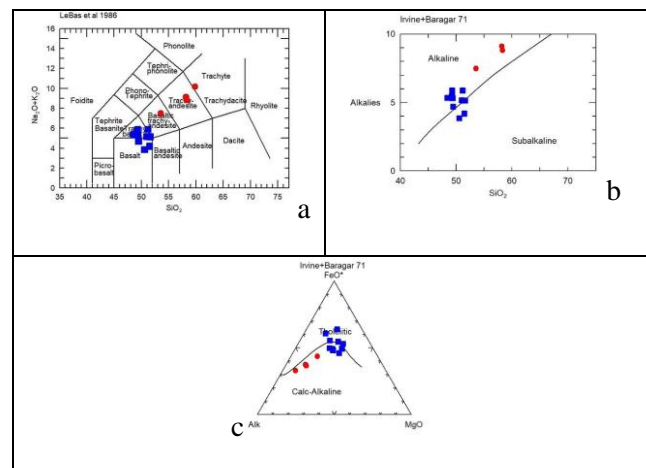 LeBas et al 1986
16
14
12
10
8
6
4
2
0
Na2O+K2O
Phonolite
Tephri-
phonolite
Trachyte
Foidite
Phono-
Tephrite
Trachy-
andesite
Trachydacite
Tephrite
Basanite
Basaltic
trachy-
andesite
Rhyolite
Basalt
Basaltic
andesite
Andesite
Dacite
Picro-
basalt
35 40 45 50 55 60 65 70 75
SiO2
a
Irvine+Baragar 71
10
5
0
Alkalies
Alkaline
Subalkaline
40 50 60 70
SiO2
b
Irvine+Baragar 71
FeO*
Tholeiitic
Calc-Alkaline
Alk
MgO
c